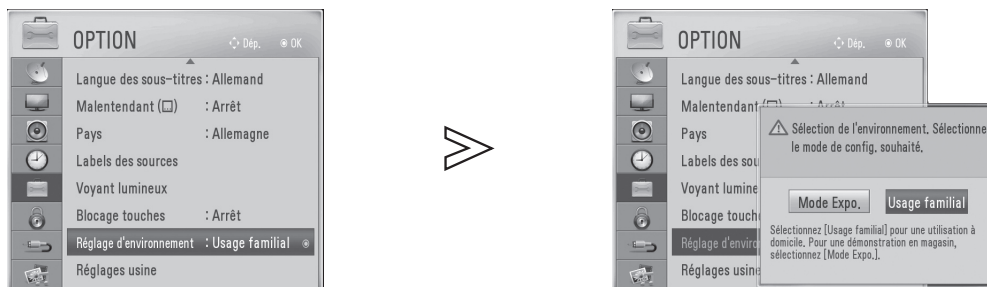 OPTION
Dép. OK
Langue des sous-titres : Allemand
Malentendant ( ) : Arrêt
Pays : Allemagne
Labels des sources
Voyant lumineux
Blocage touches : Arrêt
Réglage d'environnement : Usage familial
Réglages usine
OPTION
Dép. OK
Langue des sous-titres : Allemand
Malentendant
Pays
Labels des sou
Voyant lumine
Blocage touch
Réglage d'enviro
Réglages usine
Sélection de l'environnement. Sélectionne
le mode de config. souhaité.
Mode Expo. Usage familial
Sélectionnez [Usage familial] pour une utilisation à
domicile. Pour une démonstration en magasin,
sélectionnez [Mode Expo.].